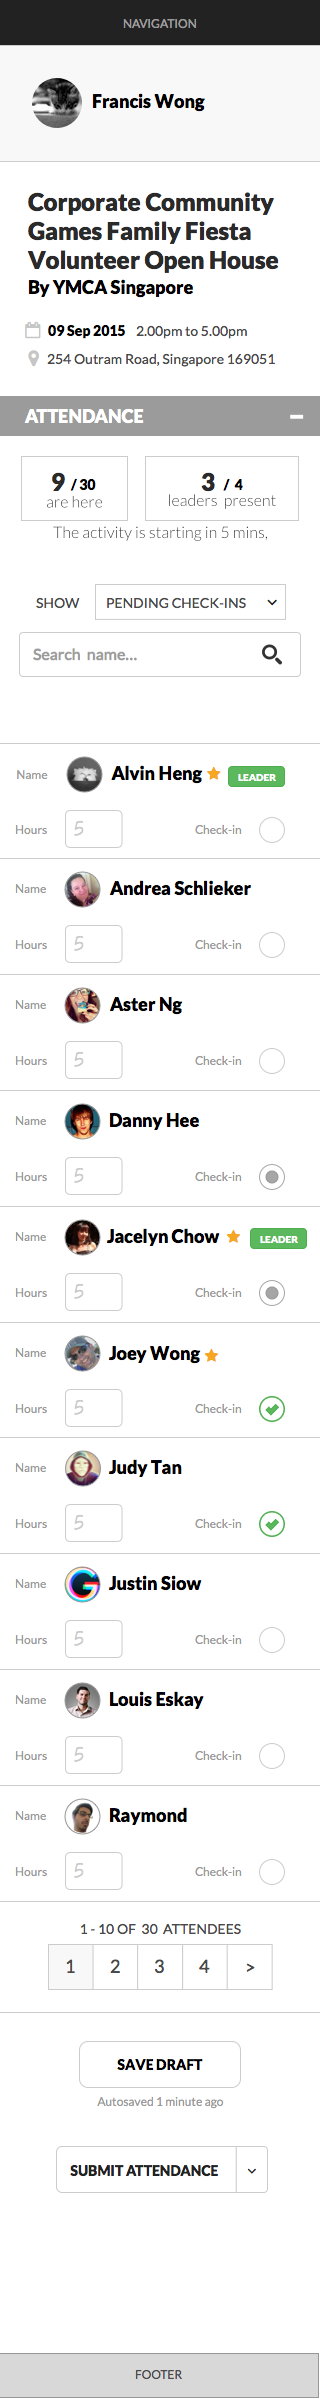 NAVIGATION
Francis Wong
Corporate Community
Games Family Fiesta
Volunteer Open House
By YMCA Singapore
09 Sep 2015 2.00pm to 5.00pm
254 Outram Road, Singapore 169051
ATTENDANCE
9 / 30
are here
3 / 4
leaders present
The activity is starting in 5 mins,
SHOW PENDING CHECK-INS
Search name...
Name Alvin Heng LEADER
Hours 5 Check-in
Name Andrea Schlieker
Hours 5 Check-in
Name Aster Ng
Hours 5 Check-in
Name Danny Hee
Hours 5 Check-in
Name Jacelyn Chow LEADER
Hours 5 Check-in
Name Joey Wong
Hours 5 Check-in
Name Judy Tan
Hours 5 Check-in
Name Justin Siow
Hours 5 Check-in
Name Louis Eskay
Hours 5 Check-in
Name Raymond
Hours 5 Check-in
1 - 10 OF 30 ATTENDEES
1 2 3 4 >
SAVE DRAFT
Autosaved 1 minute ago
SUBMIT ATTENDANCE
FOOTER